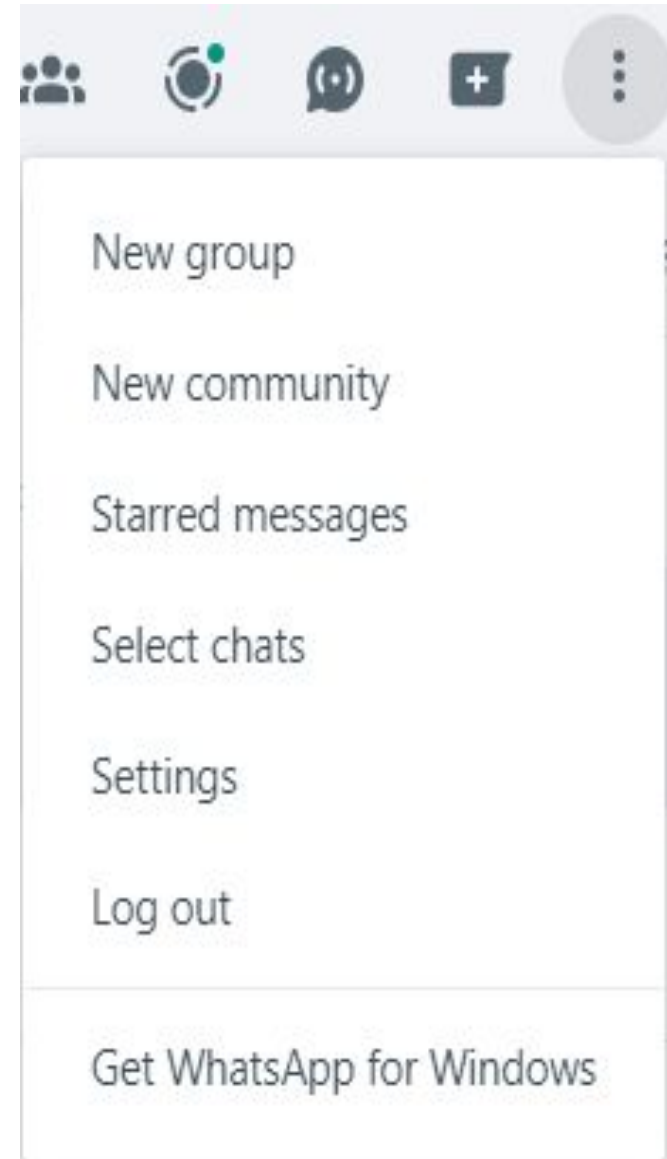 New group
New community
Starred messages
Select chats
Settings
Log out
Get WhatsApp for Windows